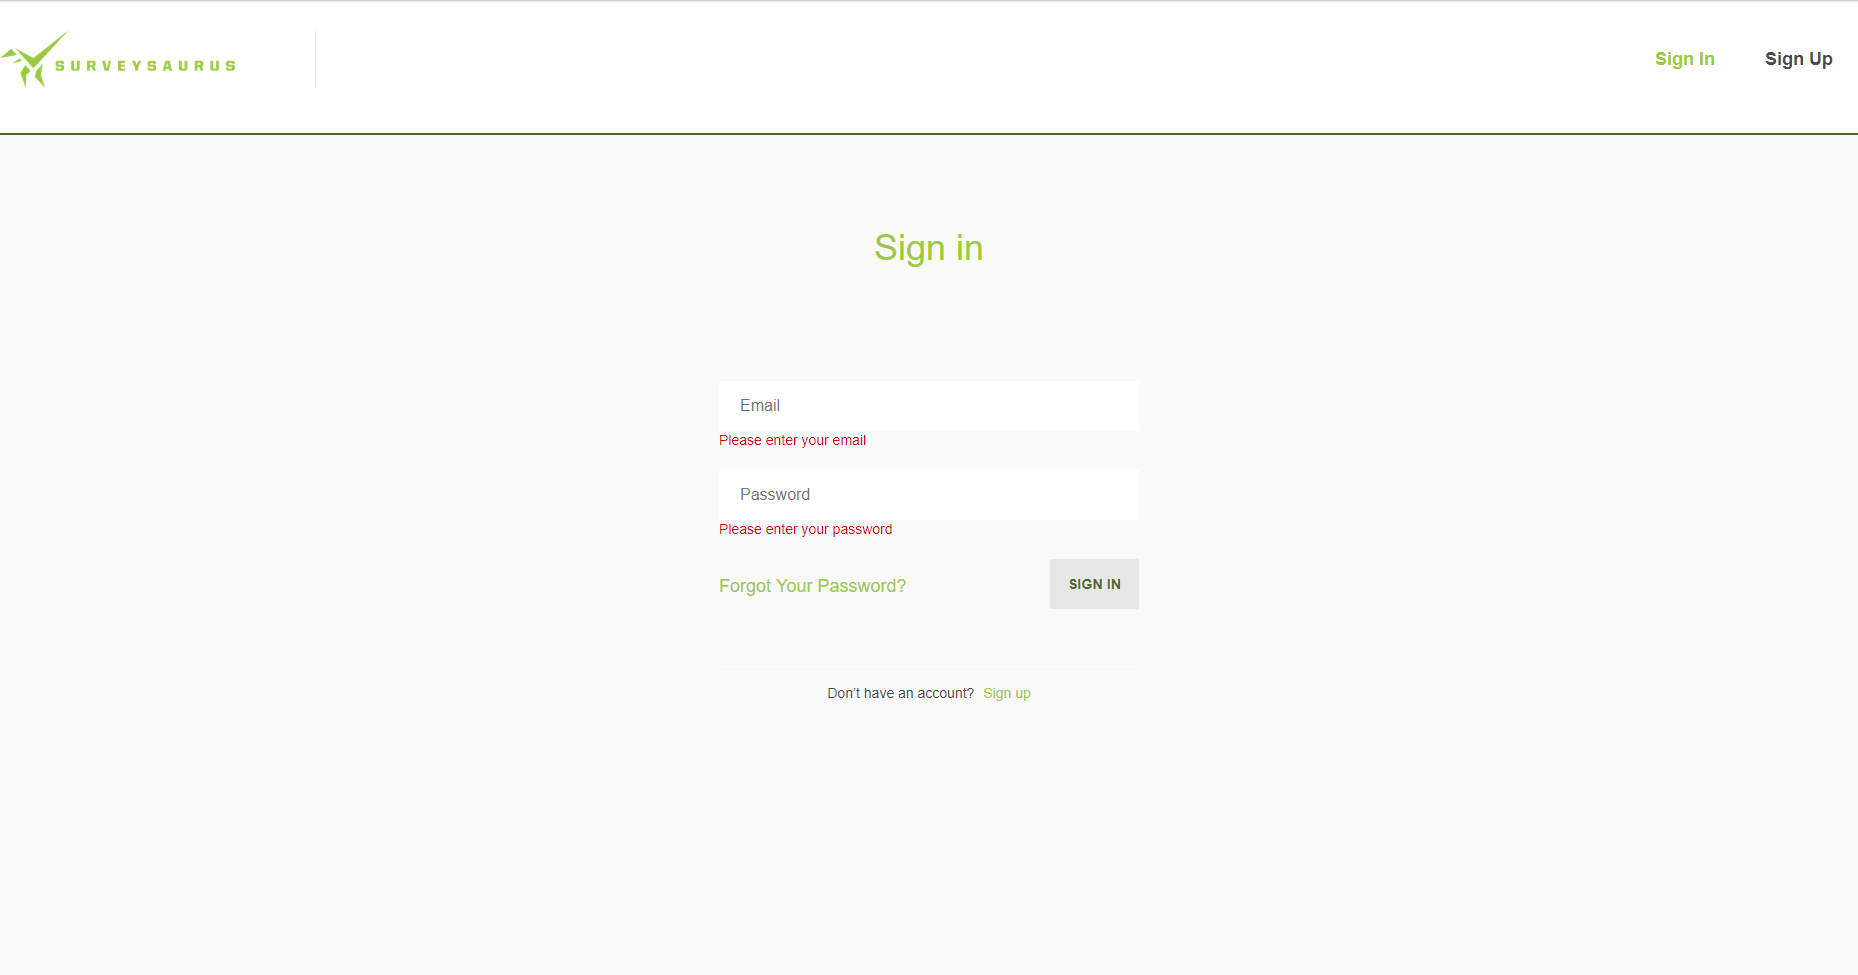 SURVEYSAURUS
Sign In
Sign Up
Sign in
Email
Please enter your email
Password
Please enter your password
Forgot Your Password?
SIGN IN
Don't have an account? Sign up